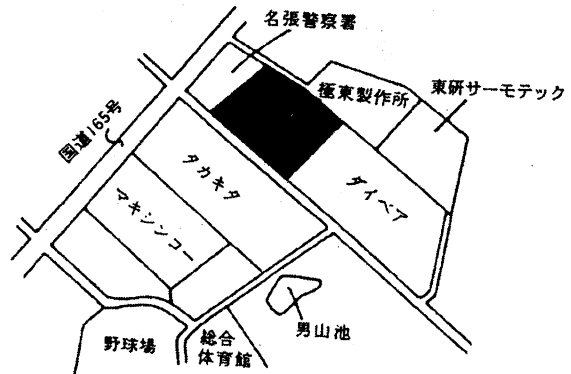 名張警察署
極東製作所
東研サーモテック
国道165号
タカキタ
ダイベア
マキシンコー
男山池
野球場
総合
体育館